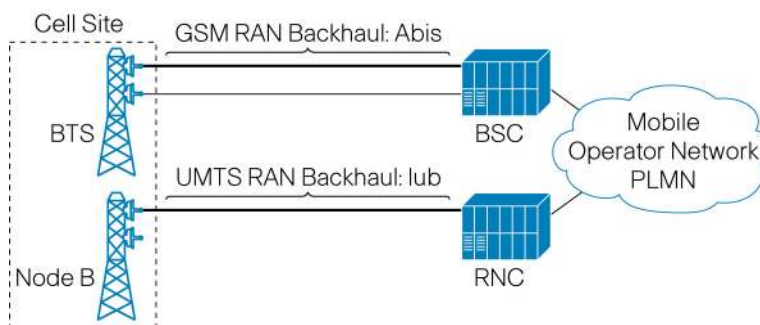 Cell Site
GSM RAN Backhaul: Abis
BTS
BSC
Mobile
Operator Network
PLMN
UMTS RAN Backhaul: Iub
Node B
RNC